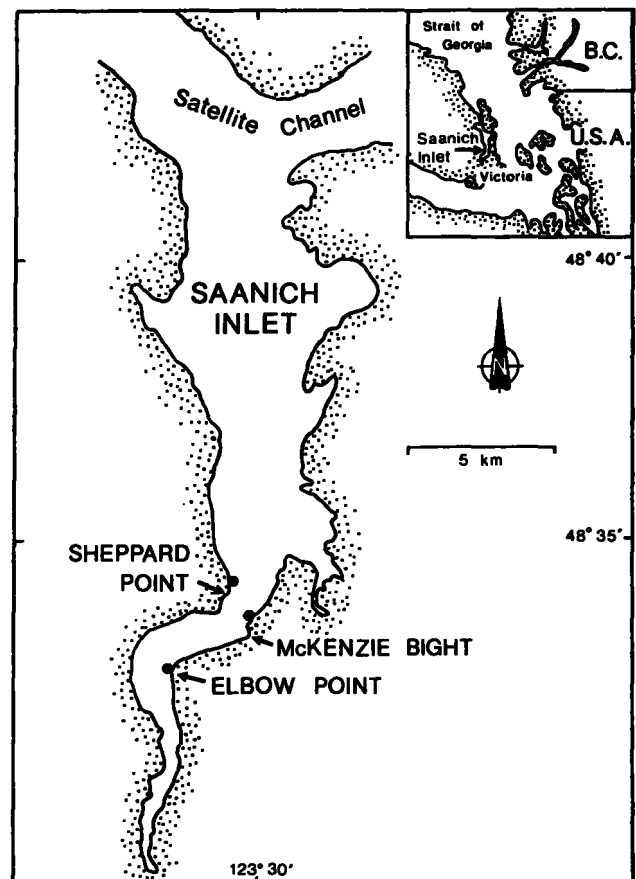 Strait of
Georgia
B.C.
U.S.A.
Saanich
Inlet
Victoria
Satellite Channel
48° 40′
SAANICH
INLET
N
5 km
48° 35′
SHEPPARD
POINT
McKENZIE BIGHT
ELBOW POINT
123° 30′